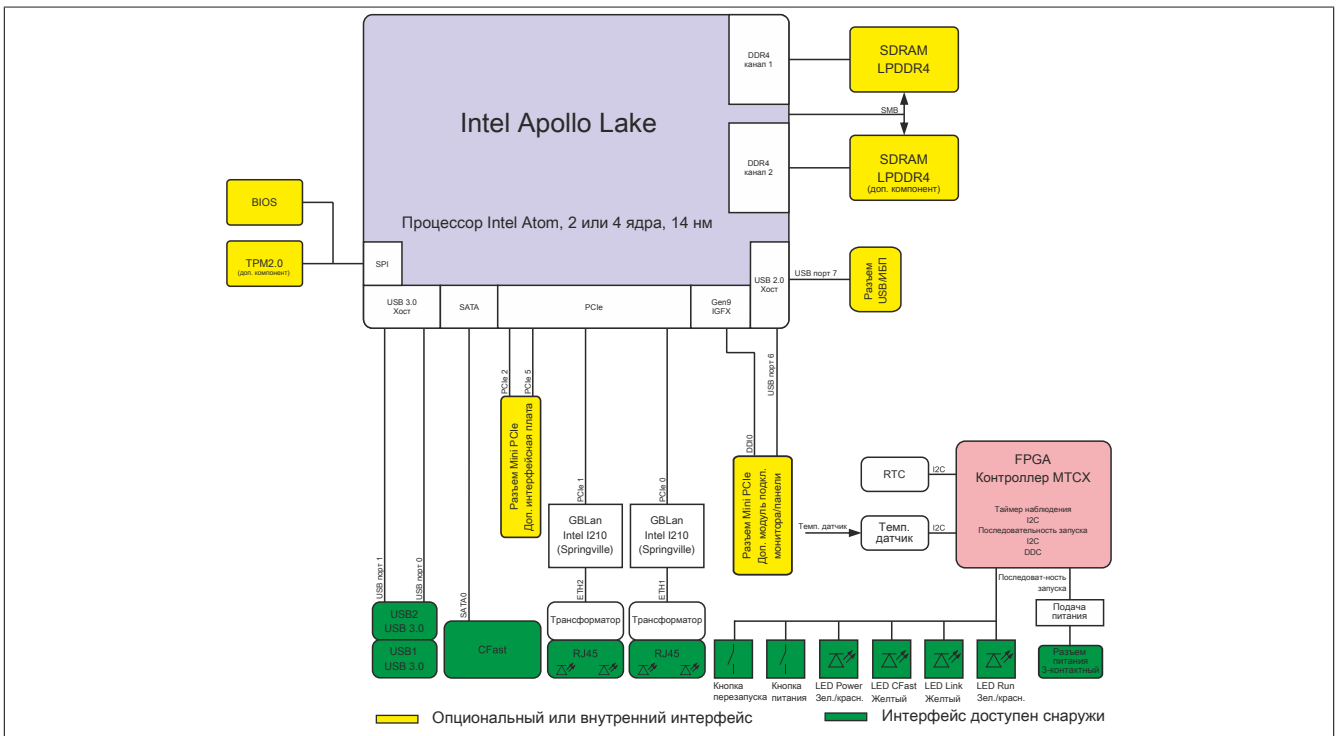 DDR4
канал 1
SDRAM
LPDDR4
SMB
Intel Apollo Lake
DDR4
канал 2
SDRAM
LPDDR4
(доп. компонент)
BIOS
Процессор Intel Atom, 2 или 4 ядра, 14 нм
TPM2.0
(доп. компонент)
SPI
USB 2.0
Хост
USB порт 7
Разъем
USB/ИБП
USB 3.0
Хост
SATA
PCIe
Gen9
IGFX
PCIe 2
PCIe 5
USB порт 6
Разъем Mini PCIe
Доп. интерфейсная плата
DDI0
PCIe 1
PCIe 0
Разъем Mini PCIe
Доп. модуль подкл.
монитора/панели
GBLan
Intel I210
(Springville)
GBLan
Intel I210
(Springville)
RTC
I2C
FPGA
Контроллер MTCX
Таймер наблюдения
I2C
Последовательность запуска
I2C
DDC
Темп. датчик
Темп.
датчик
I2C
USB порт 1
USB порт 0
SATA0
ETH2
ETH1
Последоват-ность
запуска
Подача
питания
USB2
USB 3.0
USB1
USB 3.0
CFast
Трансформатор
Трансформатор
RJ45
RJ45
Разъем
питания
3-контактный
Кнопка
перезапуска
Кнопка
питания
LED Power
Зел./красн.
LED CFast
Желтый
LED Link
Желтый
LED Run
Зел./красн.
Опциональный или внутренний интерфейс
Интерфейс доступен снаружи